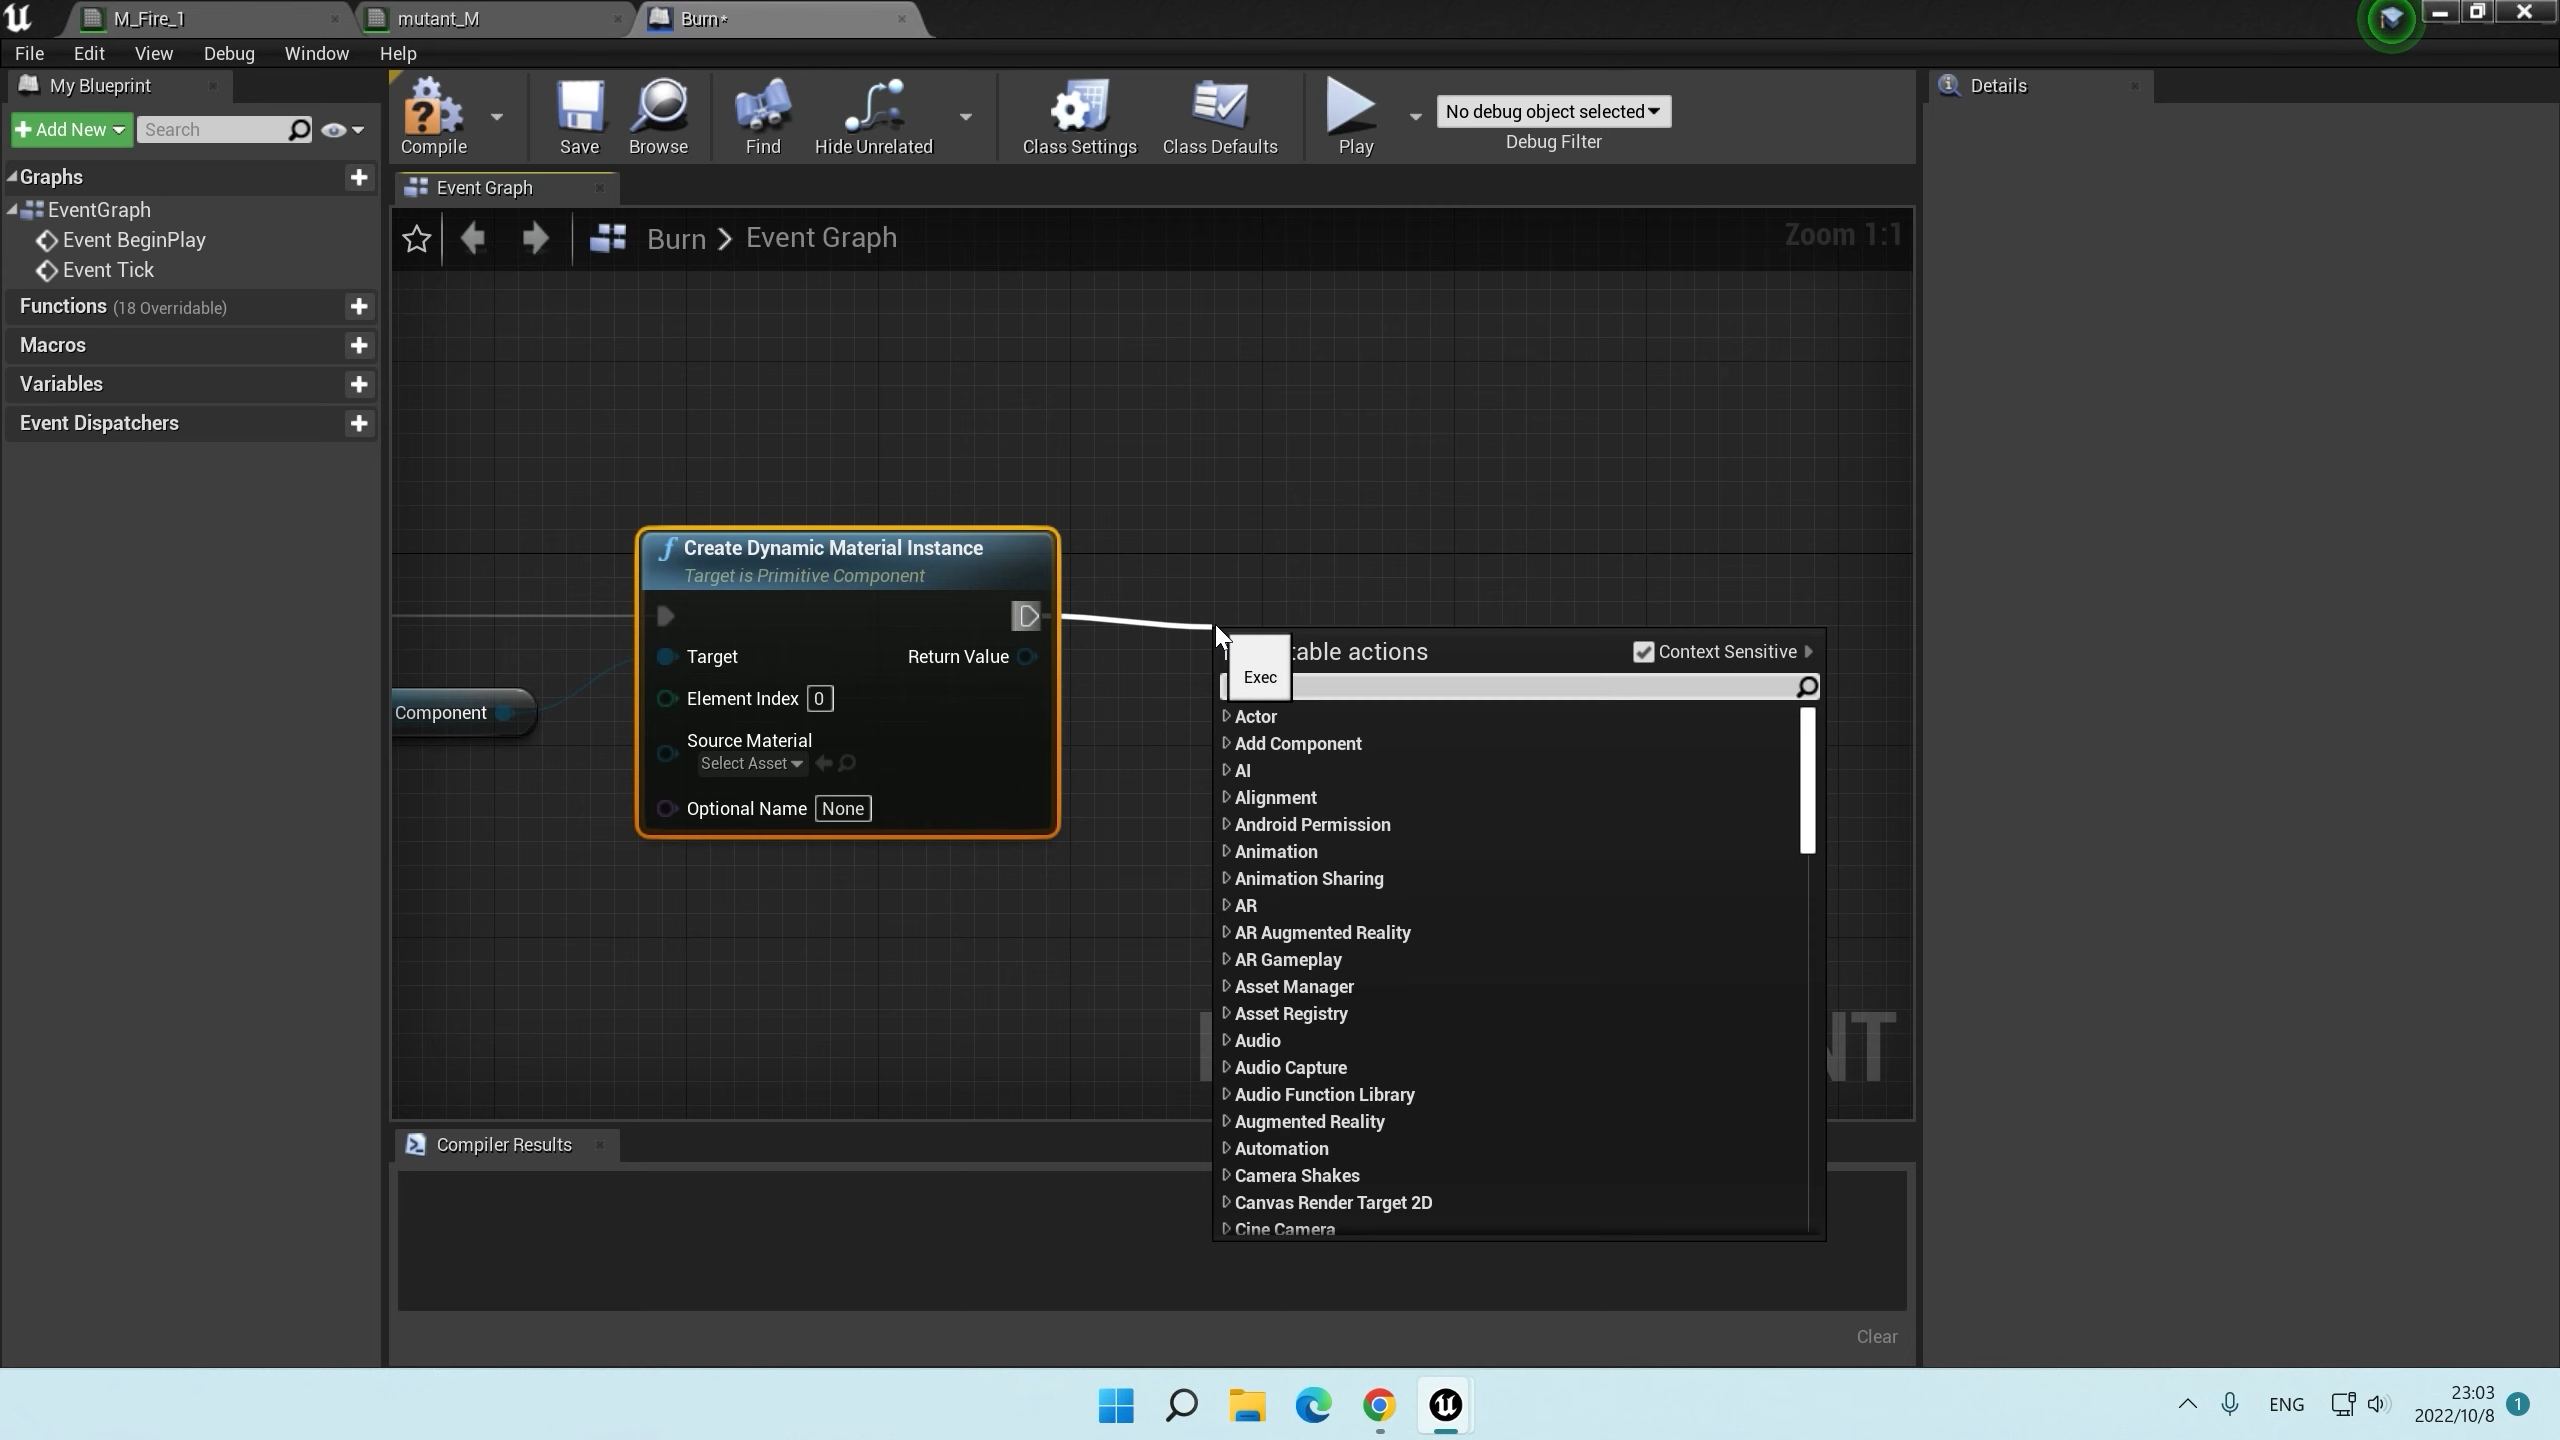 M_Fire_1
mutant_M
Burn*
File Edit View Debug Window Help
My Blueprint
Add New
Search
Graphs
EventGraph
Event BeginPlay
Event Tick
Functions (18 Overridable)
Macros
Variables
Event Dispatchers
Compile
Save
Browse
Find
Hide Unrelated
Class Settings
Class Defaults
Play
No debug object selected
Debug Filter
Details
Event Graph
Burn > Event Graph
Zoom 1:1
Create Dynamic Material Instance
Target is Primitive Component
Target
Return Value
Element Index 0
Source Material
Select Asset
Optional Name None
Component
table actions
Context Sensitive
Exec
Actor
Add Component
AI
Alignment
Android Permission
Animation
Animation Sharing
AR
AR Augmented Reality
AR Gameplay
Asset Manager
Asset Registry
Audio
Audio Capture
Audio Function Library
Augmented Reality
Automation
Camera Shakes
Canvas Render Target 2D
Cine Camera
NT
Compiler Results
Clear
ENG
23:03
2022/10/8
1